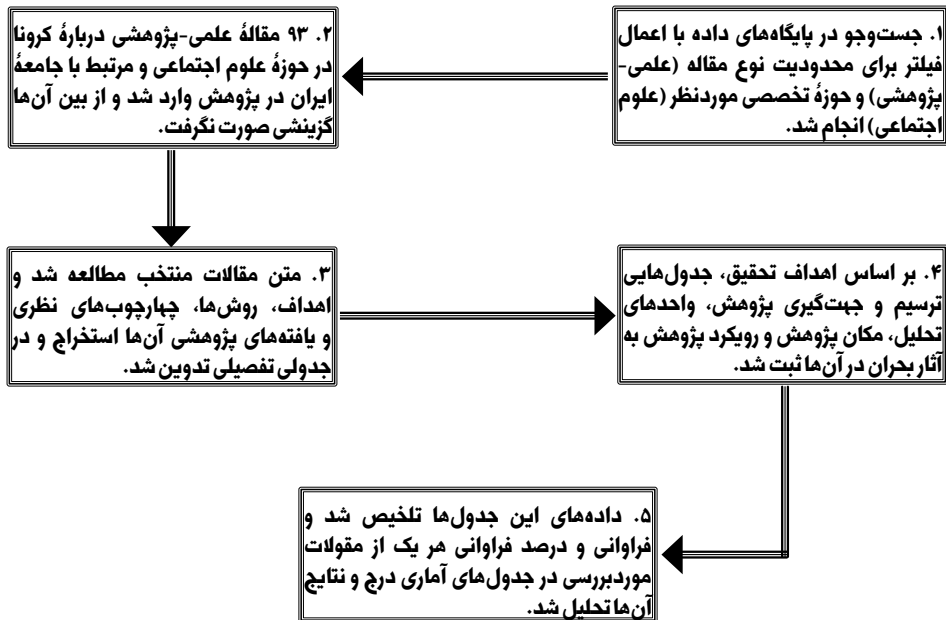 ۱. جست‌وجو در پایگاه‌های داده با اعمال
فیلتر برای محدودیت نوع مقاله (علمی-
پژوهشی) و حوزهٔ تخصصی موردنظر (علوم
اجتماعی) انجام شد.
۲. ۹۳ مقالهٔ علمی-پژوهشی دربارهٔ کرونا
در حوزهٔ علوم اجتماعی و مرتبط با جامعهٔ
ایران در پژوهش وارد شد و از بین آن‌ها
گزینشی صورت نگرفت.
۳. متن مقالات منتخب مطالعه شد و
اهداف، روش‌ها، چهارچوب‌های نظری
و یافته‌های پژوهشی آن‌ها استخراج و در
جدولی تفصیلی تدوین شد.
۴. بر اساس اهداف تحقیق، جدول‌هایی
ترسیم و جهت‌گیری پژوهش، واحدهای
تحلیل، مکان پژوهش و رویکرد پژوهش به
آثار بحران در آن‌ها ثبت شد.
۵. داده‌های این جدول‌ها تلخیص شد و
فراوانی و درصد فراوانی هر یک از مقولات
موردبررسی در جدول‌های آماری درج و نتایج
آن‌ها تحلیل شد.